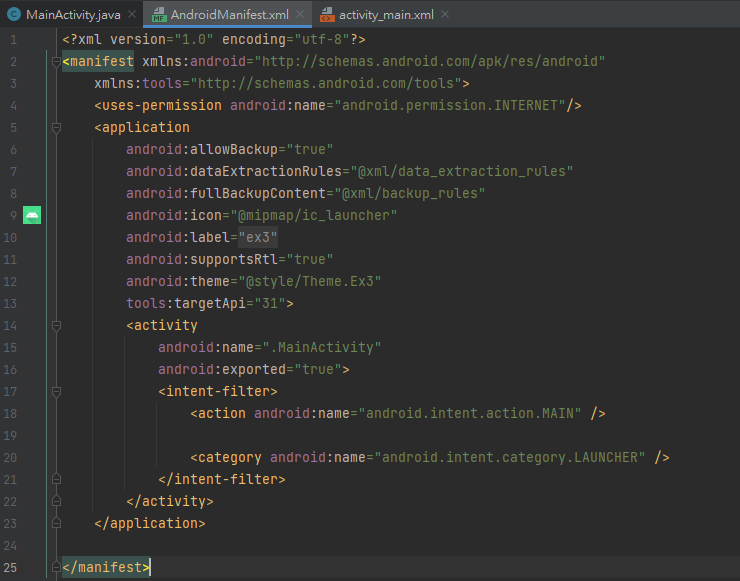 MainActivity.java AndroidManifest.xml activity_main.xml
1 <?xml version="1.0" encoding="utf-8"?>
2 <manifest xmlns:android="http://schemas.android.com/apk/res/android"
3     xmlns:tools="http://schemas.android.com/tools">
4     <uses-permission android:name="android.permission.INTERNET"/>
5     <application
6         android:allowBackup="true"
7         android:dataExtractionRules="@xml/data_extraction_rules"
8         android:fullBackupContent="@xml/backup_rules"
9         android:icon="@mipmap/ic_launcher"
10         android:label="ex3"
11         android:supportsRtl="true"
12         android:theme="@style/Theme.Ex3"
13         tools:targetApi="31">
14         <activity
15             android:name=".MainActivity"
16             android:exported="true">
17             <intent-filter>
18                 <action android:name="android.intent.action.MAIN" />
19
20                 <category android:name="android.intent.category.LAUNCHER" />
21             </intent-filter>
22         </activity>
23     </application>
24
25 </manifest>